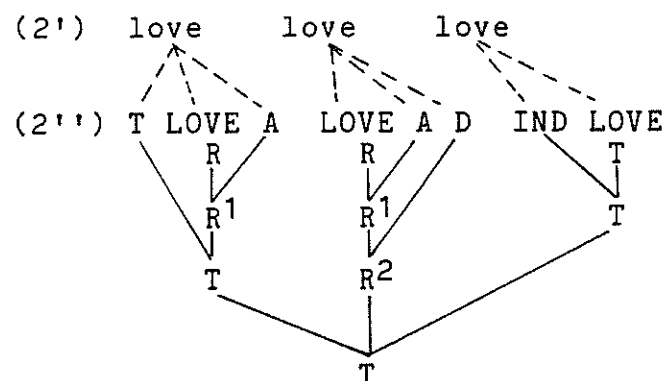 (2') love love love
(2'') T LOVE A LOVE A D IND LOVE
R R T
R1 R1 T
T R2
T